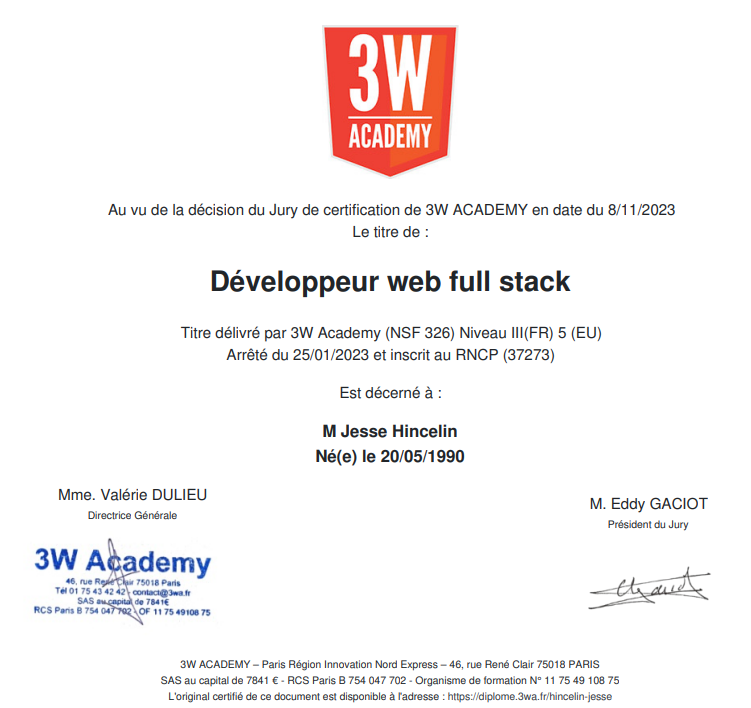 3W
ACADEMY
Au vu de la décision du Jury de certification de 3W ACADEMY en date du 8/11/2023
Le titre de :
Développeur web full stack
Titre délivré par 3W Academy (NSF 326) Niveau III(FR) 5 (EU)
Arrêté du 25/01/2023 et inscrit au RNCP (37273)
Est décerné à :
M Jesse Hincelin
Né(e) le 20/05/1990
Mme. Valérie DULIEU
Directrice Générale
3W Academy
46, rue René Clair 75018 Paris
Tél 01 75 43 42 42 - contact@3wa.fr
SAS au capital de 7841€
RCS Paris B 754 047 702 - OF 11 75 49108 75
M. Eddy GACIOT
Président du Jury
3W ACADEMY – Paris Région Innovation Nord Express – 46, rue René Clair 75018 PARIS
SAS au capital de 7841 € - RCS Paris B 754 047 702 - Organisme de formation N° 11 75 49 108 75
L'original certifié de ce document est disponible à l'adresse : https://diplome.3wa.fr/hincelin-jesse